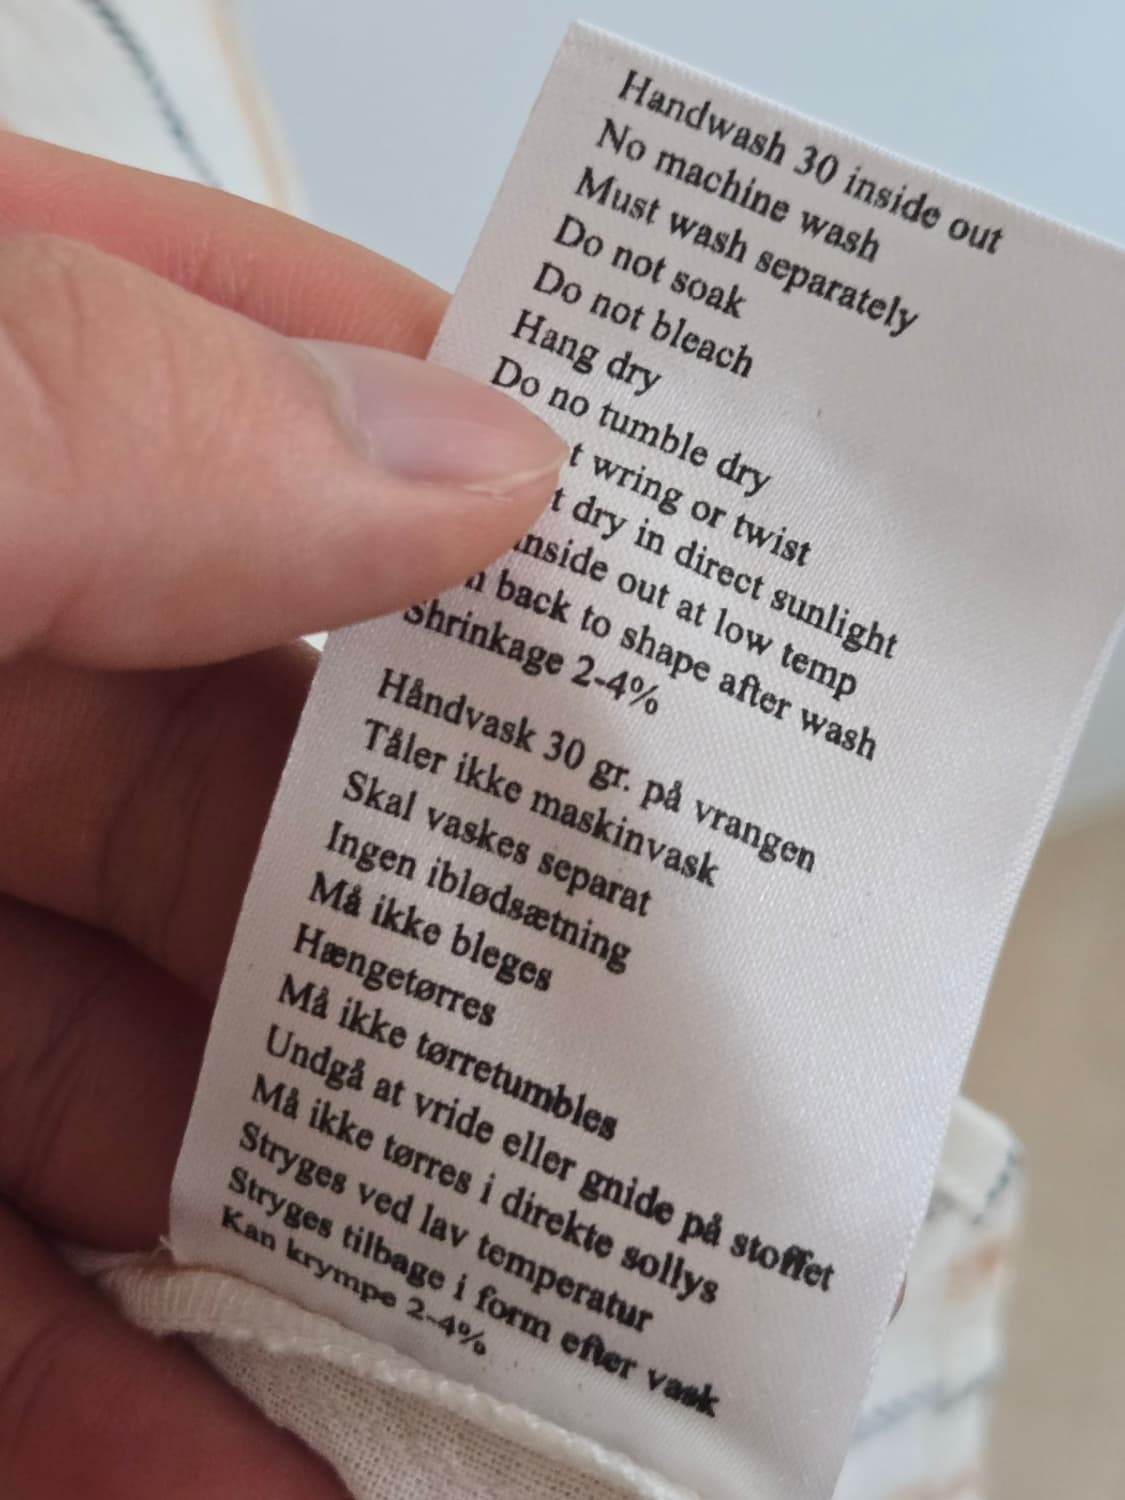 Handwash 30 inside out
No machine wash
Must wash separately
Do not soak
Do not bleach
Hang dry
Do no tumble dry
t wring or twist
t dry in direct sunlight
inside out at low temp
n back to shape after wash
Shrinkage 2-4%
Håndvask 30 gr. på vrangen
Tåler ikke maskinvask
Skal vaskes separat
Ingen iblødsætning
Må ikke bleges
Hængetørres
Må ikke tørretumbles
Undgå at vride eller gnide på stoffet
Må ikke tørres i direkte sollys
Stryges ved lav temperatur
Stryges tilbage i form efter vask
Kan krympe 2-4%